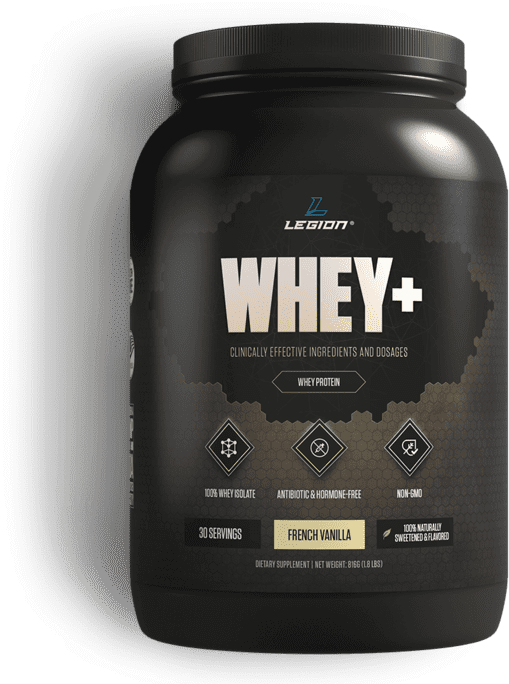 LEGION®
WHEY+
CLINICALLY EFFECTIVE INGREDIENTS AND DOSAGES
WHEY PROTEIN
100% WHEY ISOLATE
ANTIBIOTIC & HORMONE-FREE
NON-GMO
30 SERVINGS
FRENCH VANILLA
100% NATURALLY
SWEETENED & FLAVORED
DIETARY SUPPLEMENT | NET WEIGHT: 816G (1.8 LBS)